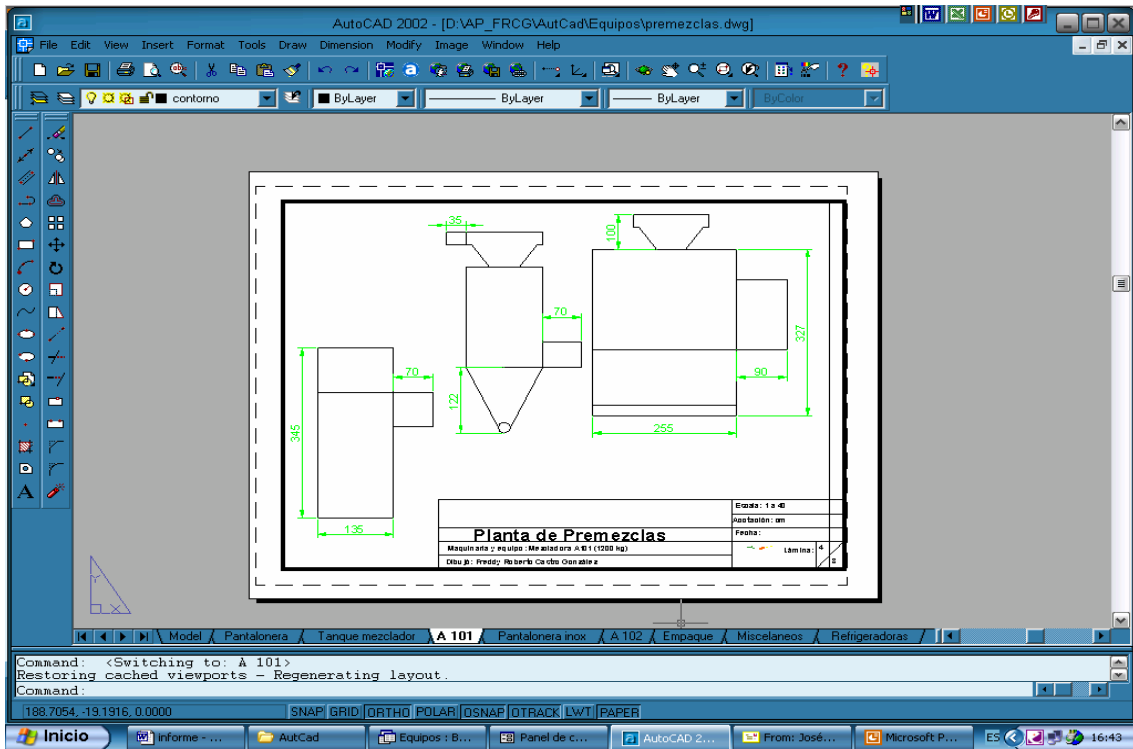 AutoCAD 2002 - [D:\AP_FRCG\AutCad\Equipos\premezclas.dwg]
File Edit View Insert Format Tools Draw Dimension Modify Image Window Help
contorno ByLayer ByLayer ByLayer ByColor
35
100
70
327
70
90
122
255
345
135
Escala: 1 a 40
Acotación: cm
Planta de Premezclas
Fecha:
Maquinaria y equipo: Mezcladora A101 (1200 kg)
Lámina: 4
8
Dibujó: Freddy Roberto Castro González
Y
X
Model Pantalonera Tanque mezclador A 101 Pantalonera inox A 102 Empaque Miscelaneos Refrigeradoras
Command: <Switching to: A 101>
Restoring cached viewports - Regenerating layout.
Command:
188.7054, -19.1916, 0.0000 SNAP GRID ORTHO POLAR OSNAP OTRACK LWT PAPER
Inicio informe - ... AutCad Equipos : B... Panel de c... AutoCAD 2... From: José... Microsoft P... ES 16:43